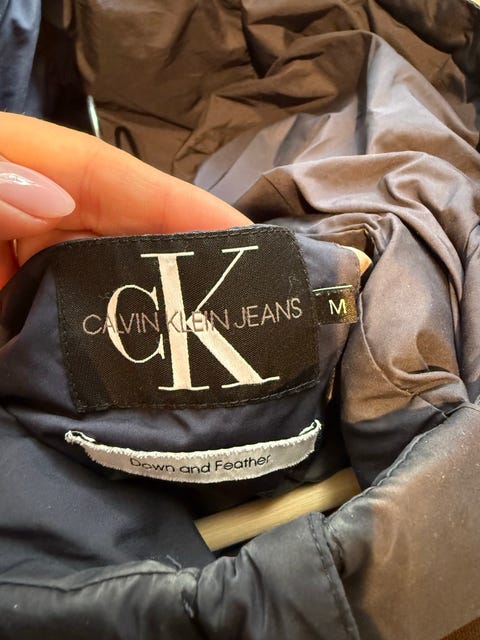 CK
CALVIN KLEIN JEANS
M
Down and Feather